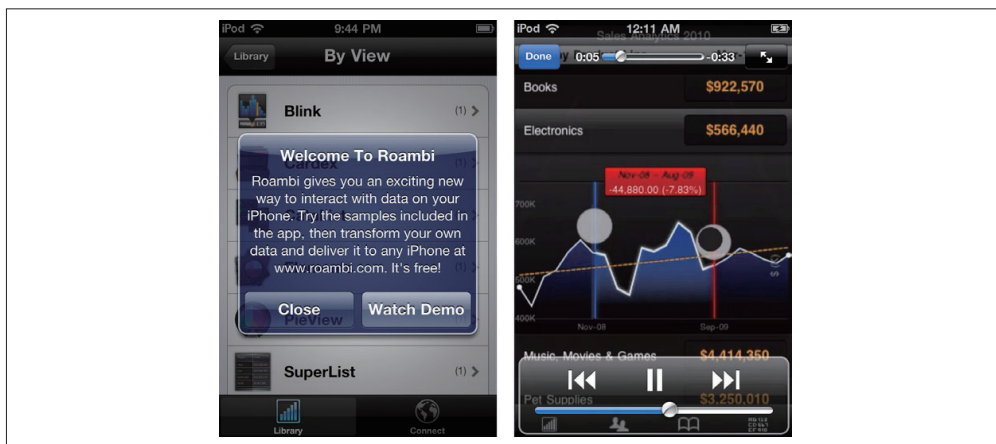 iPod 9:44 PM
Library By View
Blink (1)
Cardex (1)
Welcome To Roambi
Roambi gives you an exciting new
way to interact with data on your
iPhone. Try the samples included in
the app, then transform your own
data and deliver it to any iPhone at
www.roambi.com. It's free!
Close Watch Demo
PieView
SuperList (1)
Library Connect
iPod 12:11 AM
Sales Analytics 2010
Done 0:05 -0:33
Books $922,570
Electronics $566,440
Nov-08 – Aug-09
-44,880.00 (-7.83%)
700K
600K
500K
400K
Nov-08 Sep-09
Music, Movies & Games $4,414,350
Pet Supplies $3,250,010